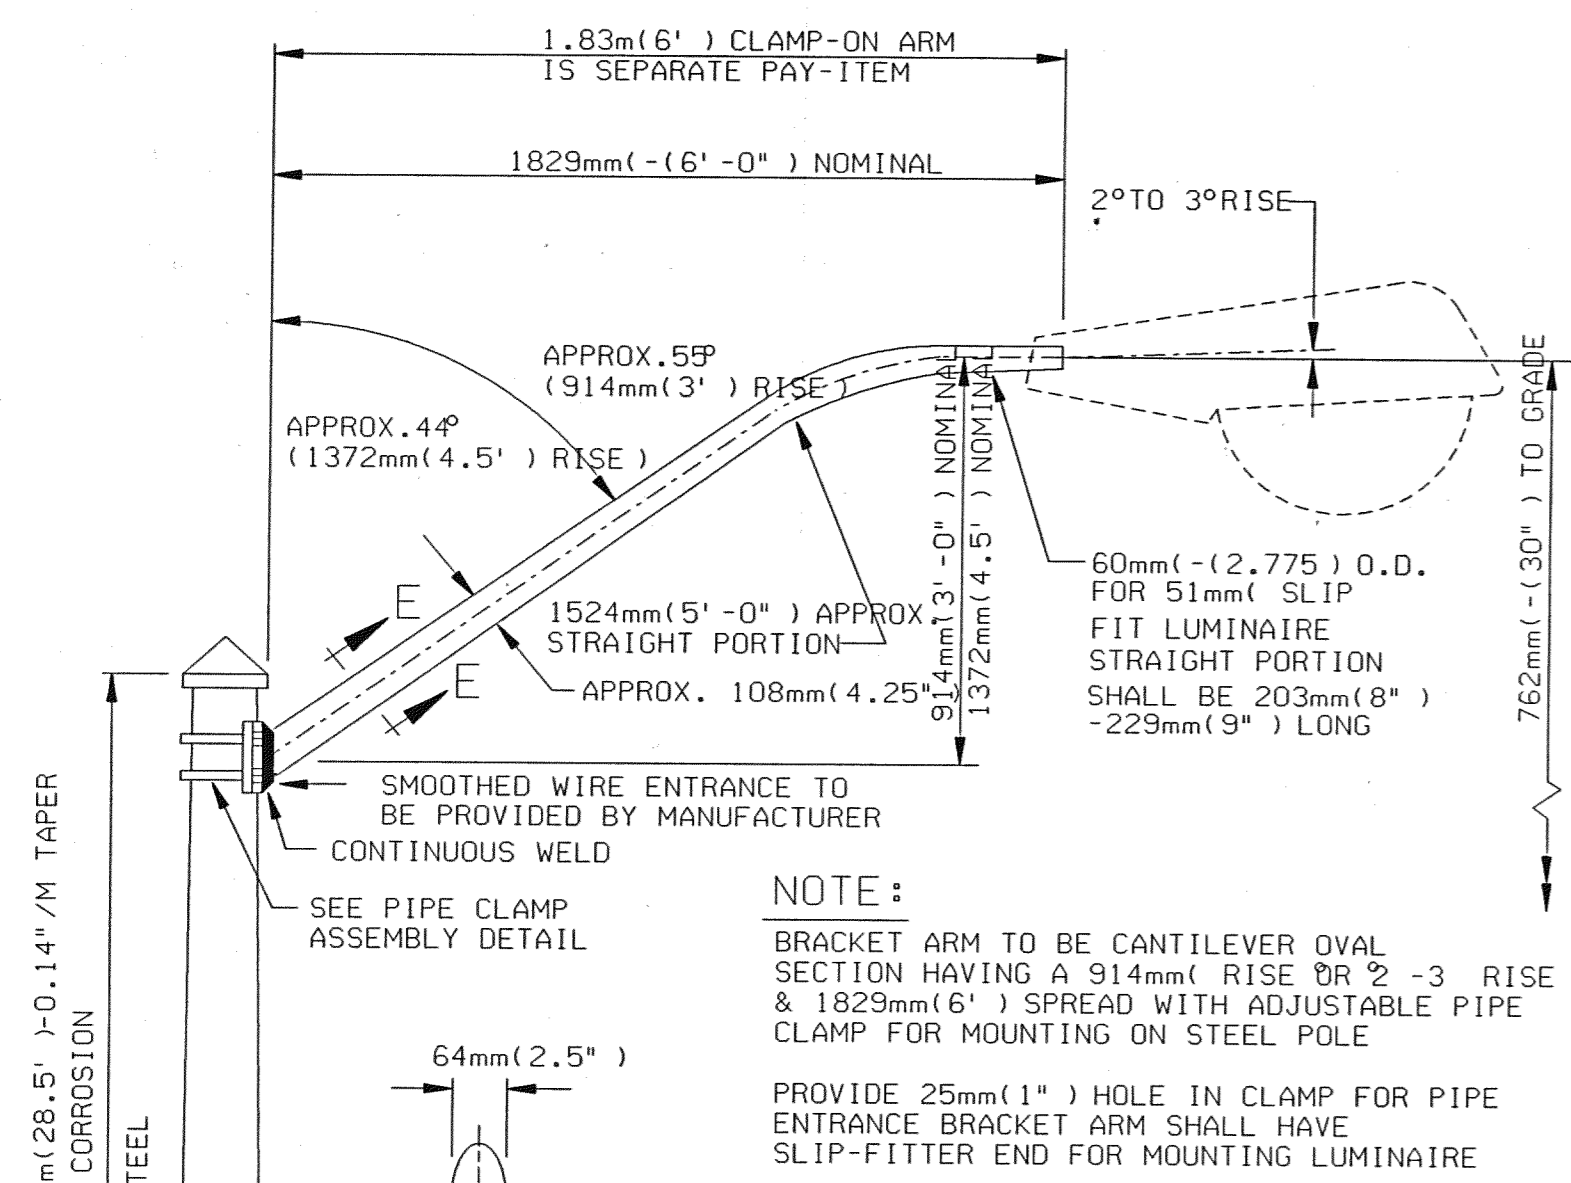 1.83m(6' ) CLAMP-ON ARM
IS SEPARATE PAY-ITEM
1829mm(-(6'-0" ) NOMINAL
2°TO 3°RISE
APPROX.55°
(914mm(3' ) RISE )
APPROX.44°
(1372mm(4.5' ) RISE )
E
E
1524mm(5'-0" ) APPROX.
STRAIGHT PORTION
APPROX. 108mm(4.25" )
914mm(3'-0" ) NOMINAL
1372mm(4.5' ) NOMINA
60mm(-(2.775 ) O.D.
FOR 51mm( SLIP
FIT LUMINAIRE
STRAIGHT PORTION
SHALL BE 203mm(8" )
-229mm(9" ) LONG
762mm(-(30" ) TO GRADE
SMOOTHED WIRE ENTRANCE TO
BE PROVIDED BY MANUFACTURER
CONTINUOUS WELD
SEE PIPE CLAMP
ASSEMBLY DETAIL
m(28.5' )-0.14"/M TAPER
CORROSION
TEEL
64mm(2.5" )
NOTE:
BRACKET ARM TO BE CANTILEVER OVAL
SECTION HAVING A 914mm( RISE OR 2°-3° RISE
& 1829mm(6' ) SPREAD WITH ADJUSTABLE PIPE
CLAMP FOR MOUNTING ON STEEL POLE
PROVIDE 25mm(1" ) HOLE IN CLAMP FOR PIPE
ENTRANCE BRACKET ARM SHALL HAVE
SLIP-FITTER END FOR MOUNTING LUMINAIRE